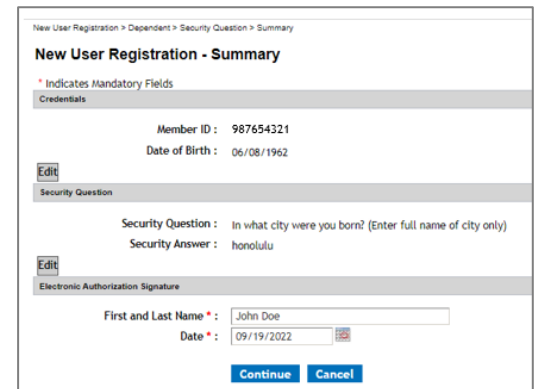 New User Registration > Dependent > Security Question > Summary
New User Registration - Summary
* Indicates Mandatory Fields
Credentials
Member ID : 987654321
Date of Birth : 06/08/1962
Edit
Security Question
Security Question : In what city were you born? (Enter full name of city only)
Security Answer : honolulu
Edit
Electronic Authorization Signature
First and Last Name * : John Doe
Date * : 09/19/2022
Continue Cancel